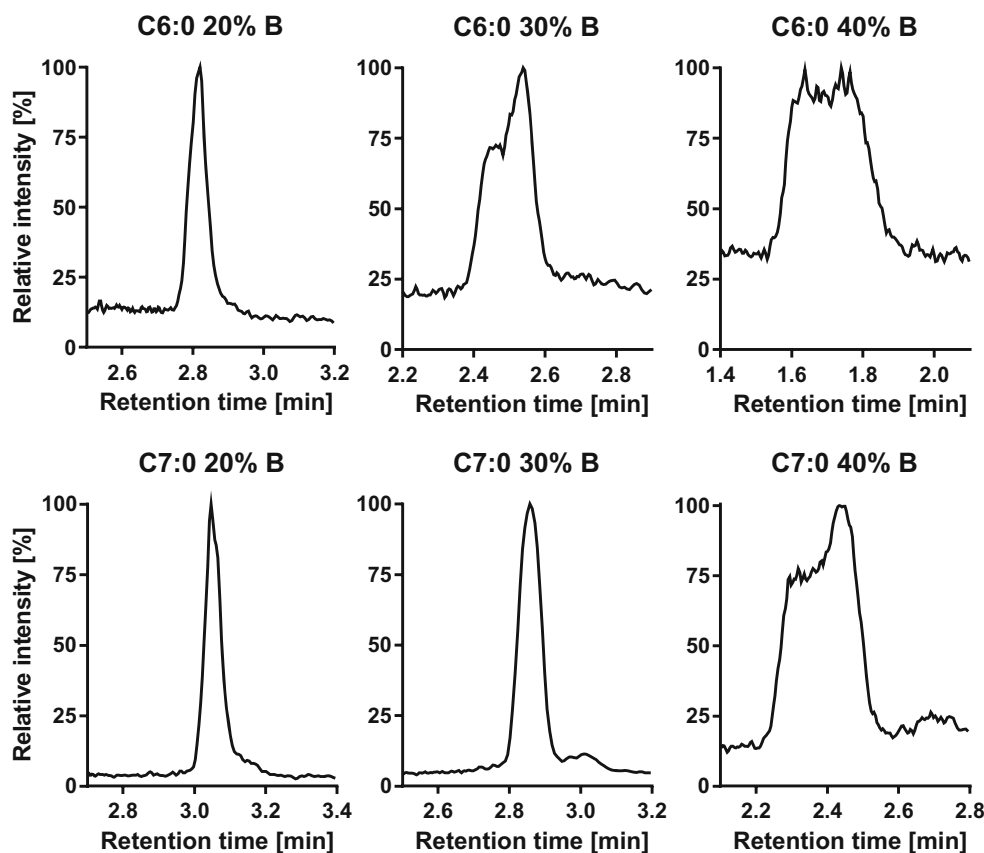 C6:0 20% B
C6:0 30% B
C6:0 40% B
Relative intensity [%]
100
75
50
25
0
2.6 2.8 3.0 3.2
Retention time [min]
100
75
50
25
0
2.2 2.4 2.6 2.8
Retention time [min]
100
75
50
25
0
1.4 1.6 1.8 2.0
Retention time [min]
C7:0 20% B
C7:0 30% B
C7:0 40% B
Relative intensity [%]
100
75
50
25
0
2.8 3.0 3.2 3.4
Retention time [min]
100
75
50
25
0
2.6 2.8 3.0 3.2
Retention time [min]
100
75
50
25
0
2.2 2.4 2.6 2.8
Retention time [min]